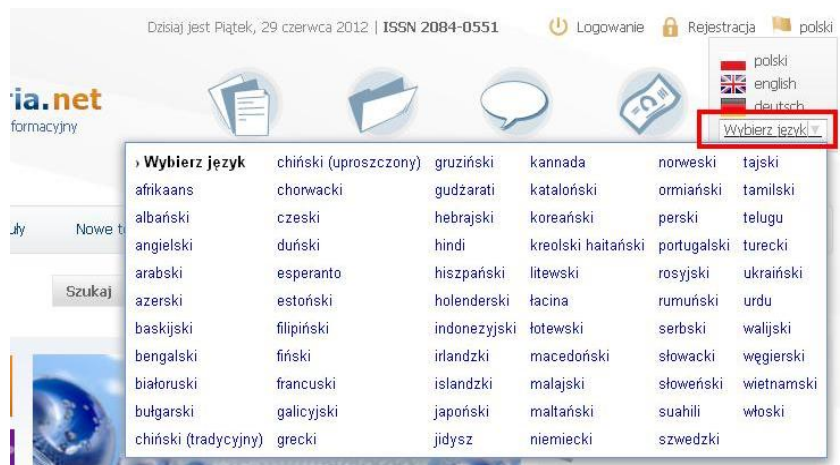 Dzisiaj jest Piątek, 29 czerwca 2012 | ISSN 2084-0551 Logowanie Rejestracja polski
polski
english
deutsch
Wybierz język
ia.net
formacyjny
› Wybierz język chiński (uproszczony) gruziński kannada norweski tajski
afrikaans chorwacki gudżarati kataloński ormiański tamilski
albański czeski hebrajski koreański perski telugu
angielski duński hindi kreolski haitański portugalski turecki
arabski esperanto hiszpański litewski rosyjski ukraiński
azerski estoński holenderski łacina rumuński urdu
baskijski filipiński indonezyjski łotewski serbski walijski
bengalski fiński irlandzki macedoński słowacki węgierski
białoruski francuski islandzki malajski słoweński wietnamski
bułgarski galicyjski japoński maltański suahili włoski
chiński (tradycyjny) grecki jidysz niemiecki szwedzki
uły Nowe t
Szukaj